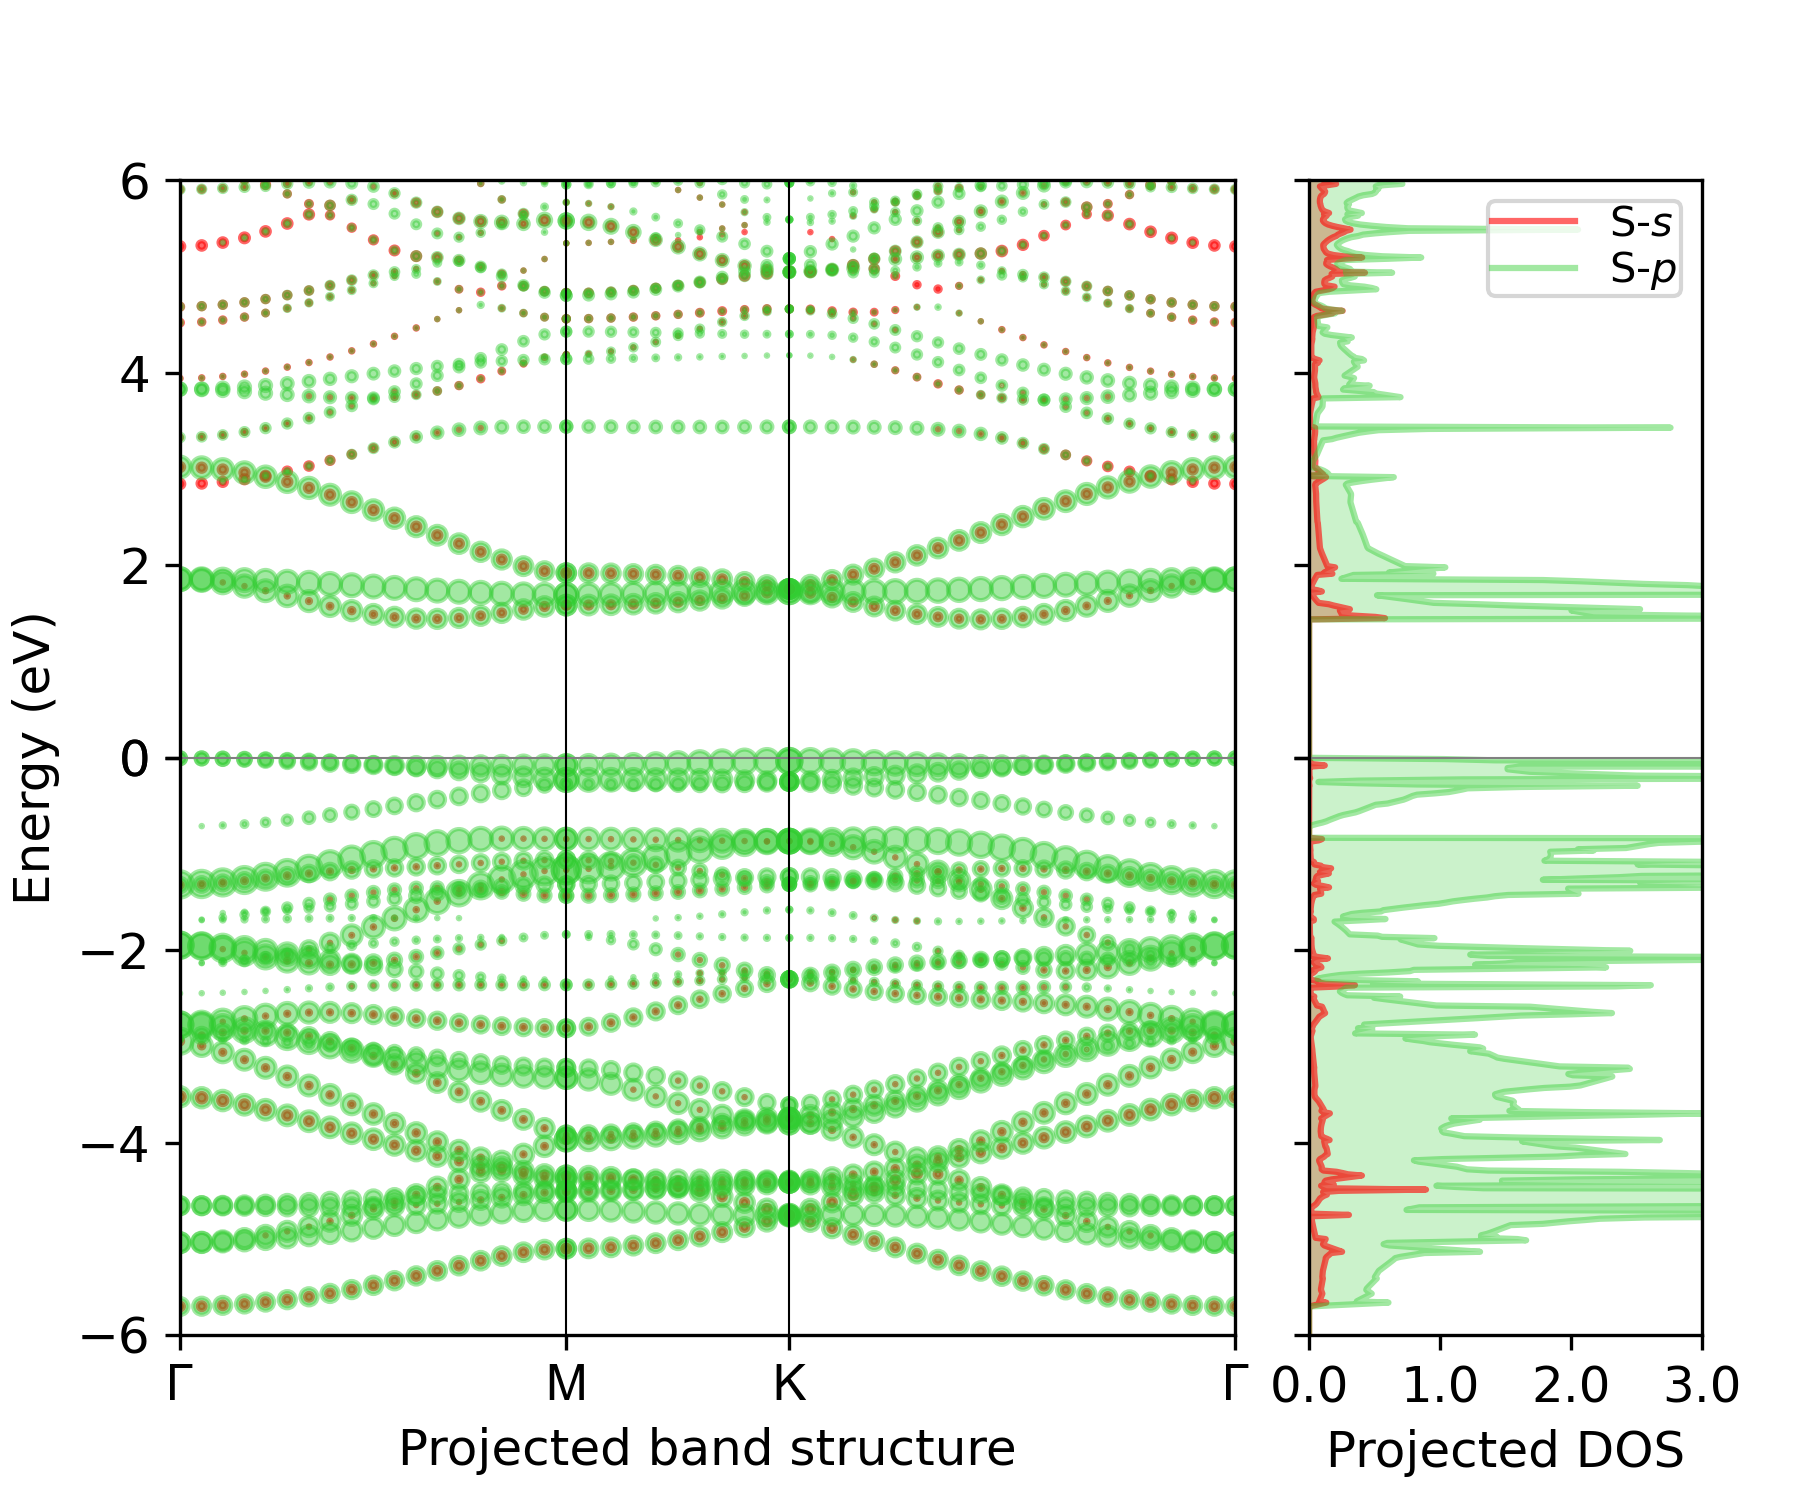 6
4
2
0
−2
−4
−6
Energy (eV)
Γ
M
K
Γ
Projected band structure
S-s
S-p
0.0
1.0
2.0
3.0
Projected DOS